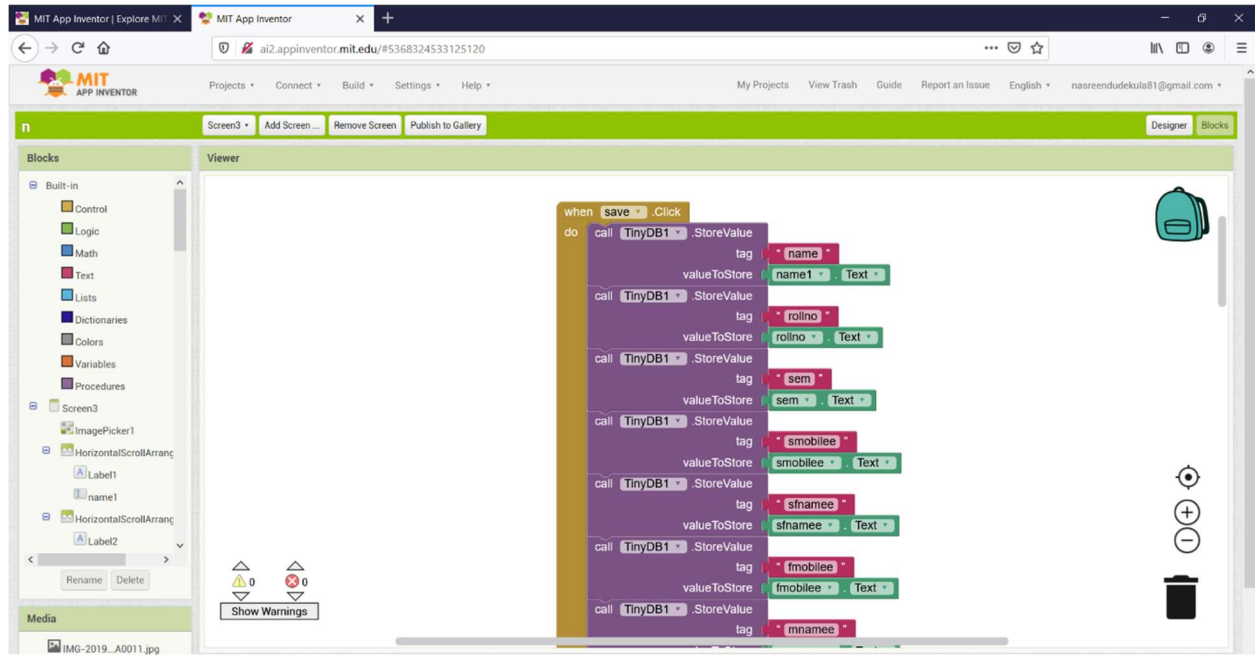 MIT App Inventor | Explore MIT
MIT App Inventor
ai2.appinventor.mit.edu/#5368324533125120
MIT
APP INVENTOR
Projects Connect Build Settings Help
My Projects View Trash Guide Report an Issue English nasreendudekula81@gmail.com
n
Screen3 Add Screen ... Remove Screen Publish to Gallery
Designer Blocks
Blocks
Viewer
Built-in
Control
Logic
Math
Text
Lists
Dictionaries
Colors
Variables
Procedures
Screen3
ImagePicker1
HorizontalScrollArrang
Label1
name1
HorizontalScrollArrang
Label2
Rename Delete
Media
IMG-2019...A0011.jpg
when save .Click
do call TinyDB1 .StoreValue
tag " name "
valueToStore name1 . Text
call TinyDB1 .StoreValue
tag " rollno "
valueToStore rollno . Text
call TinyDB1 .StoreValue
tag " sem "
valueToStore sem . Text
call TinyDB1 .StoreValue
tag " smobilee "
valueToStore smobilee . Text
call TinyDB1 .StoreValue
tag " sfnamee "
valueToStore sfnamee . Text
call TinyDB1 .StoreValue
tag " fmobilee "
valueToStore fmobilee . Text
call TinyDB1 .StoreValue
tag " mnamee "
0 0
Show Warnings